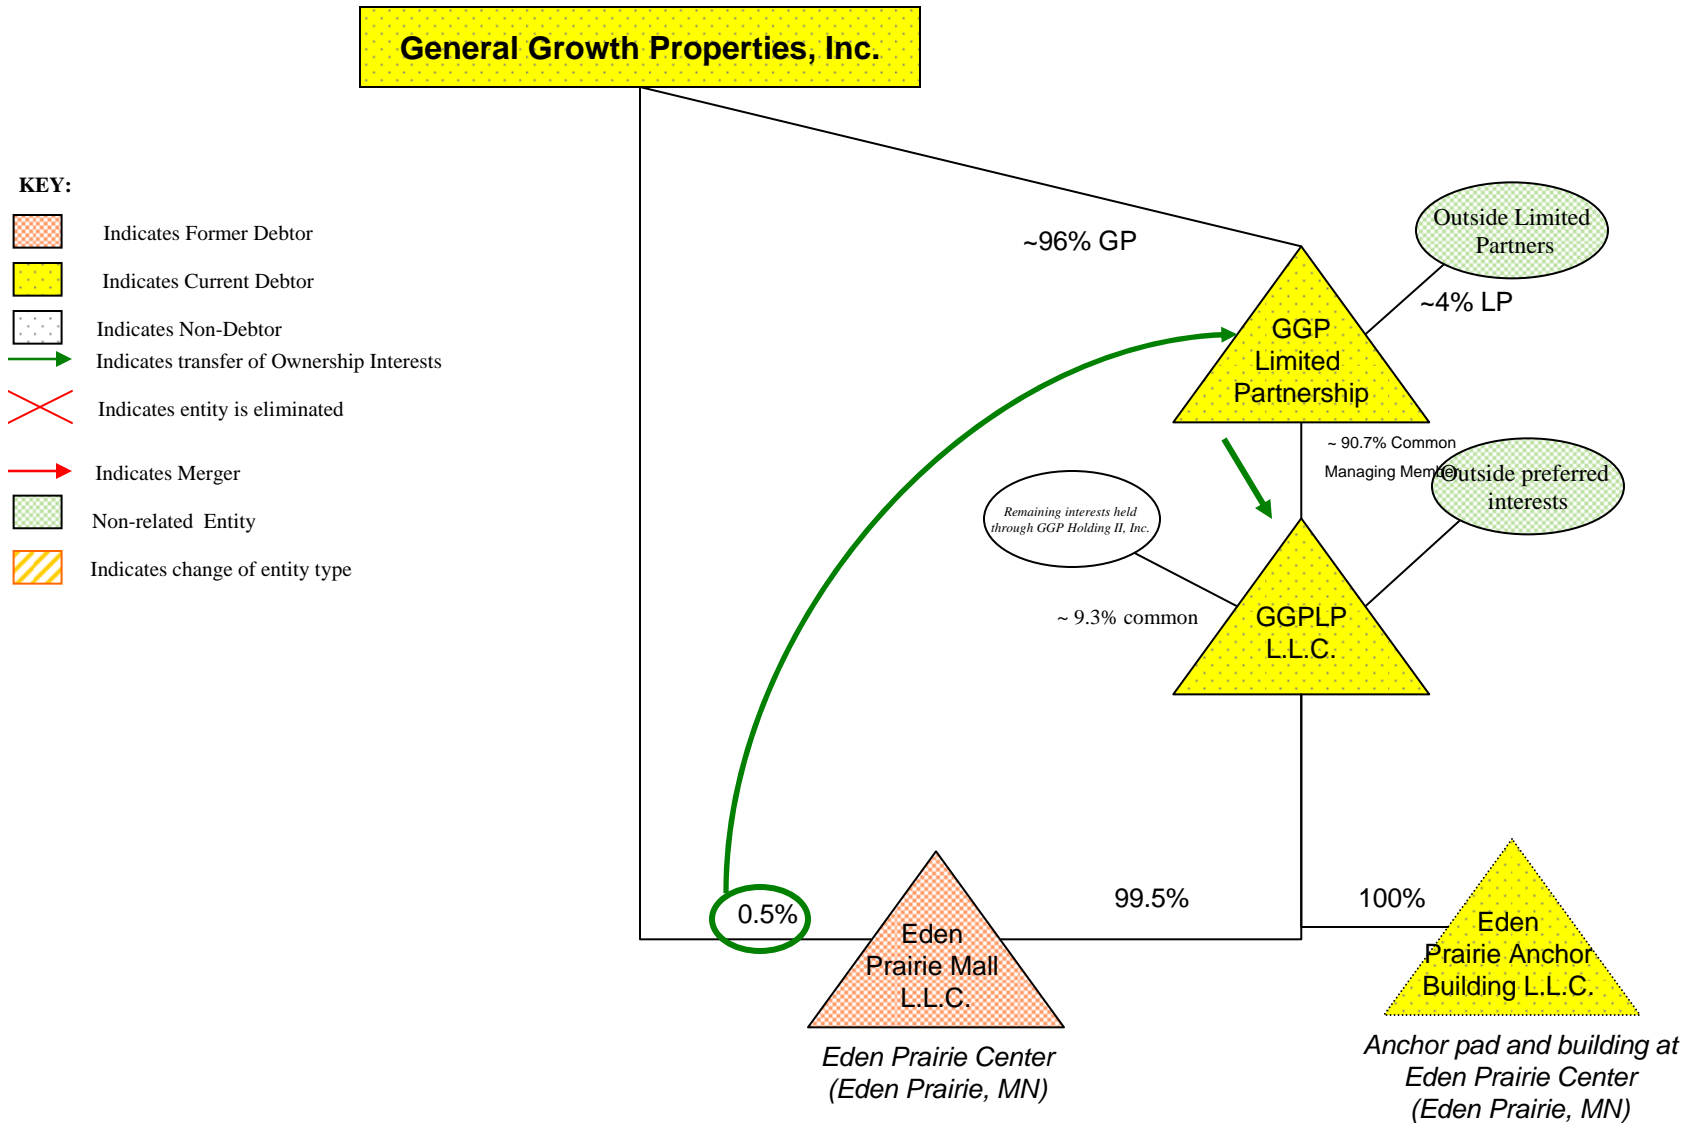 General Growth Properties, Inc.
KEY:
Indicates Former Debtor
Indicates Current Debtor
Indicates Non-Debtor
Indicates transfer of Ownership Interests
Indicates entity is eliminated
Indicates Merger
Non-related Entity
Indicates change of entity type
~96% GP
Outside Limited
Partners
~4% LP
GGP
Limited
Partnership
~ 90.7% Common
Managing Member
Outside preferred
interests
Remaining interests held
through GGP Holding II, Inc.
~ 9.3% common
GGPLP
L.L.C.
0.5%
99.5%
100%
Eden
Prairie Mall
L.L.C.
Eden
Prairie Anchor
Building L.L.C.
Eden Prairie Center
(Eden Prairie, MN)
Anchor pad and building at
Eden Prairie Center
(Eden Prairie, MN)